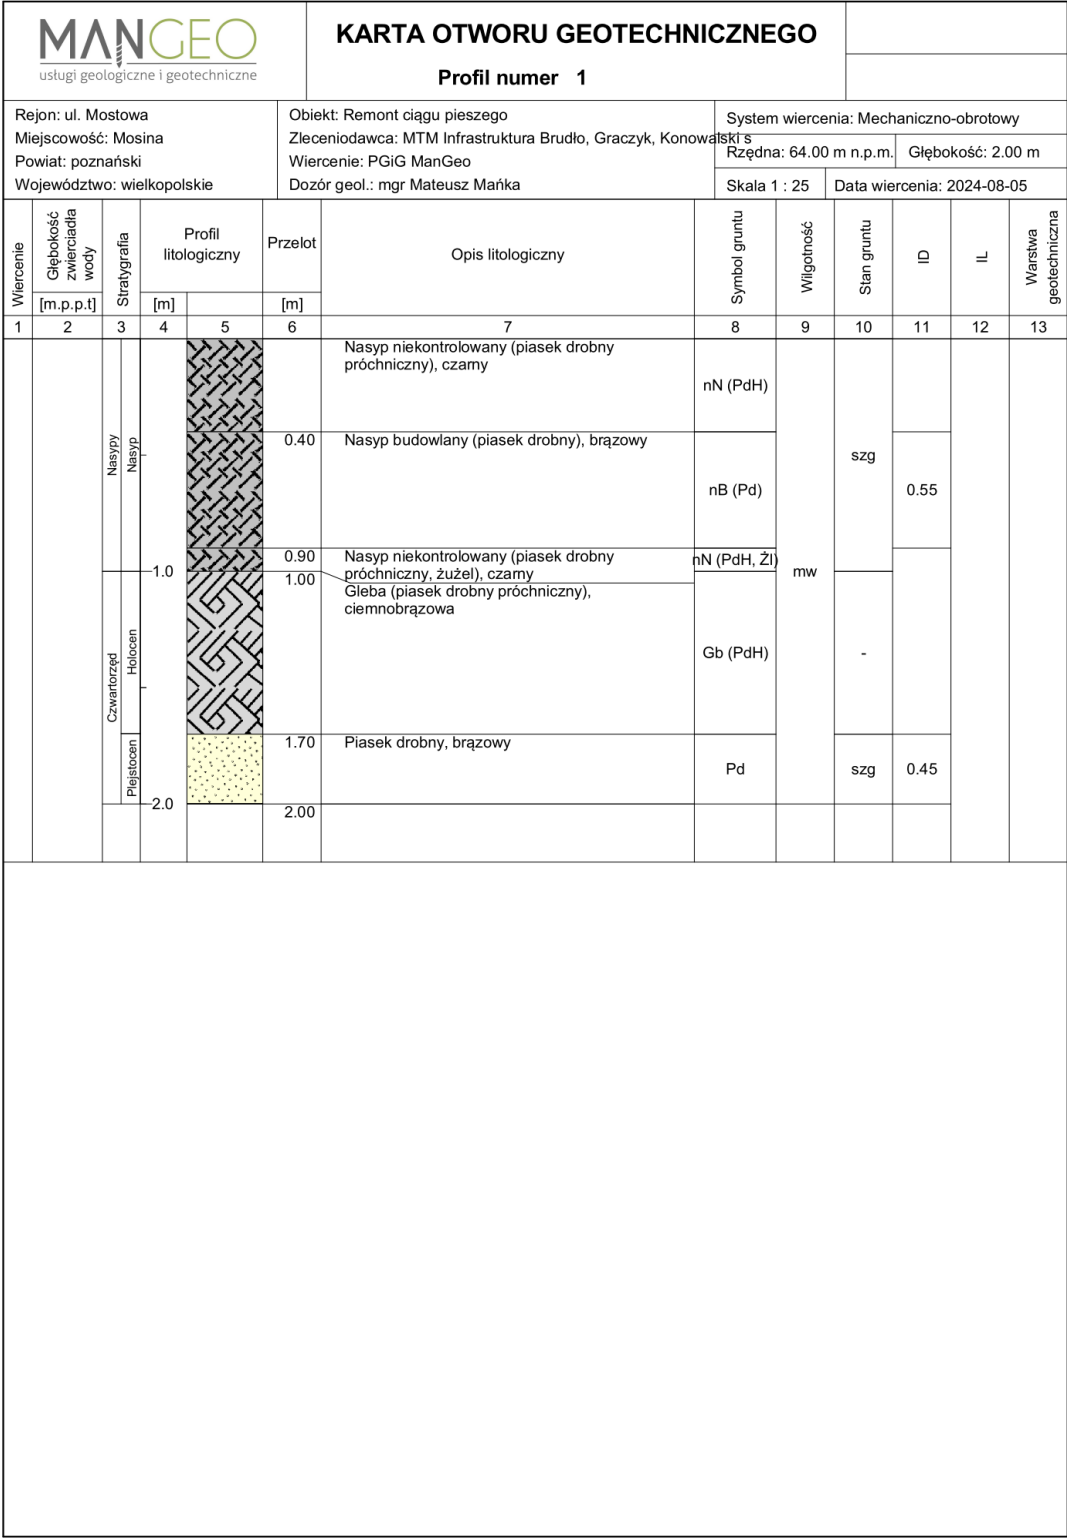 MANGEO
usługi geologiczne i geotechniczne
KARTA OTWORU GEOTECHNICZNEGO
Profil numer 1
Rejon: ul. Mostowa
Miejscowość: Mosina
Powiat: poznański
Województwo: wielkopolskie
Obiekt: Remont ciągu pieszego
Zleceniodawca: MTM Infrastruktura Brudło, Graczyk, Konowalski s
Wiercenie: PGiG ManGeo
Dozór geol.: mgr Mateusz Mańka
System wiercenia: Mechaniczno-obrotowy
Rzędna: 64.00 m n.p.m. Głębokość: 2.00 m
Skala 1 : 25 Data wiercenia: 2024-08-05
Wiercenie
Głębokość
zwierciadła
wody
[m.p.p.t]
Stratygrafia
Profil
litologiczny
[m]
Przelot
[m]
Opis litologiczny
Symbol gruntu
Wilgotność
Stan gruntu
ID
IL
Warstwa
geotechniczna
1 2 3 4 5 6 7 8 9 10 11 12 13
Nasypy
Nasyp
Nasyp niekontrolowany (piasek drobny
próchniczny), czarny
nN (PdH)
0.40 Nasyp budowlany (piasek drobny), brązowy
szg
nB (Pd)
0.55
0.90 Nasyp niekontrolowany (piasek drobny
próchniczny, żużel), czarny
nN (PdH, Żl)
mw
1.0
1.00 Gleba (piasek drobny próchniczny),
ciemnobrązowa
Czwartorzęd
Holocen
Gb (PdH)
-
1.70 Piasek drobny, brązowy
Plejstocen
Pd
szg
0.45
2.0
2.00